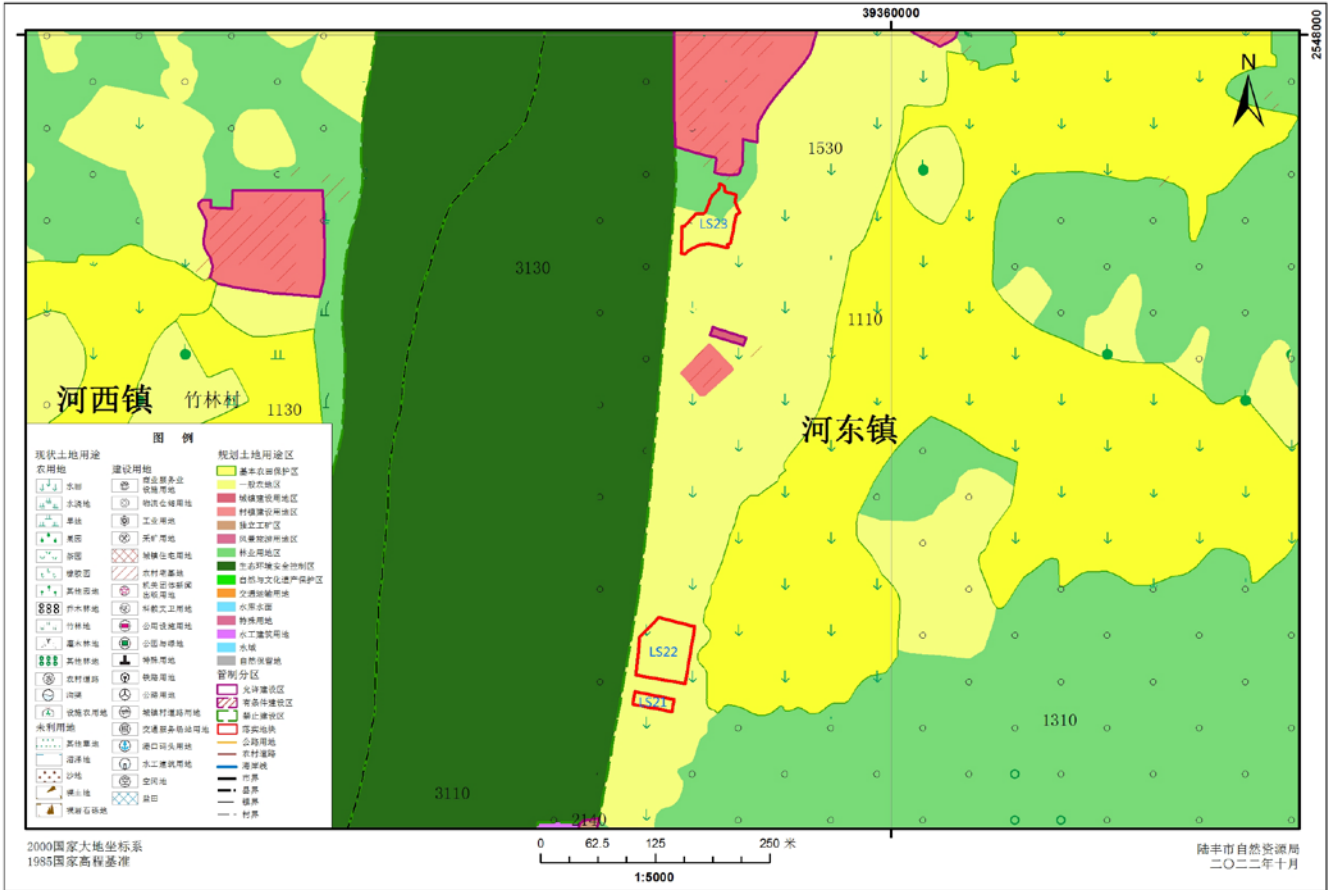 39360000
2548000
N
1530
LS23
3130
1110
河西镇
竹林村
1130
河东镇
LS22
LS21
1310
3110
2140
图 例
现状土地用途
农用地
水田
水浇地
旱地
果园
茶园
橡胶园
其他园地
乔木林地
竹林地
灌木林地
其他林地
农村道路
沟渠
设施农用地
未利用地
其他草地
沼泽地
沙地
裸土地
裸岩石砾地
建设用地
商业服务业
设施用地
物流仓储用地
工业用地
采矿用地
城镇住宅用地
农村宅基地
机关团体新闻
出版用地
科教文卫用地
公用设施用地
公园与绿地
特殊用地
铁路用地
公路用地
城镇村道路用地
交通服务场站用地
港口码头用地
水工建筑用地
空闲地
盐田
规划土地用途区
基本农田保护区
一般农地区
城镇建设用地区
村镇建设用地区
独立工矿区
风景旅游用地区
林业用地区
生态环境安全控制区
自然与文化遗产保护区
交通运输用地
水库水面
特殊用地
水工建筑用地
水域
自然保留地
管制分区
允许建设区
有条件建设区
禁止建设区
落实地块
公路用地
农村道路
海岸线
市界
县界
镇界
村界
2000国家大地坐标系
1985国家高程基准
0 62.5 125 250 米
1:5000
陆丰市自然资源局
二〇二二年十月